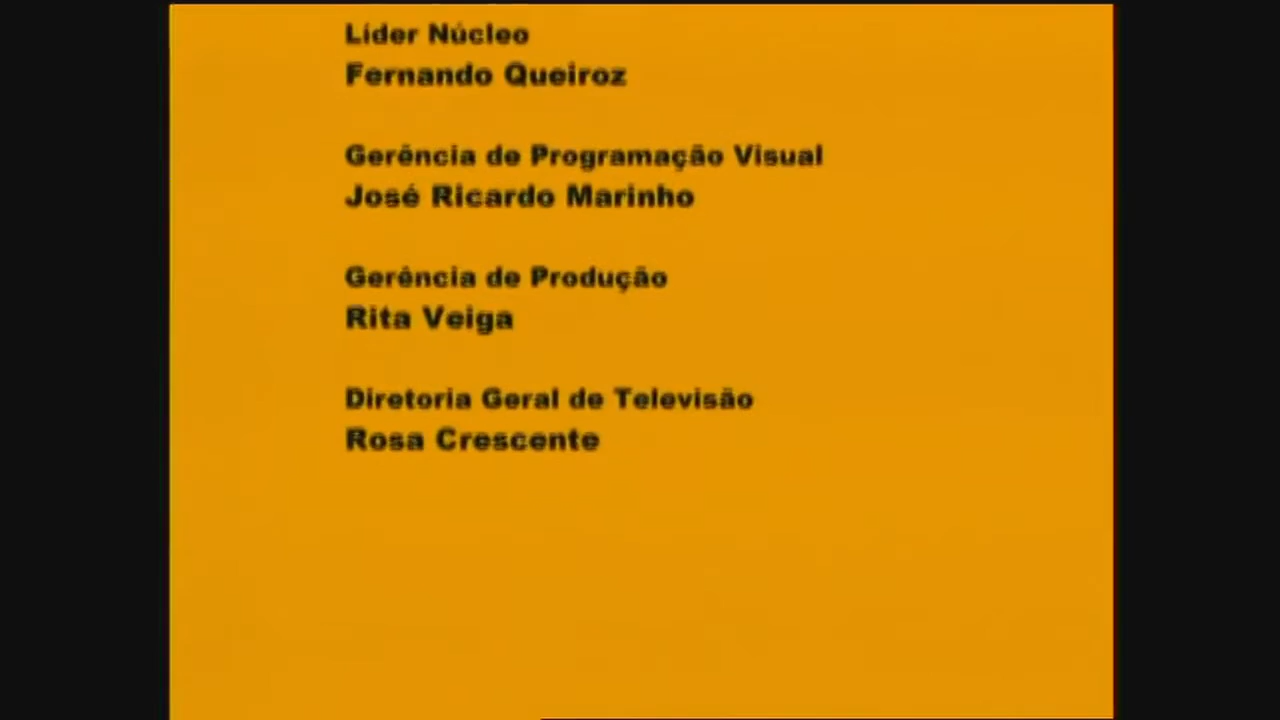 Líder Núcleo
Fernando Queiroz
Gerência de Programação Visual
José Ricardo Marinho
Gerência de Produção
Rita Veiga
Diretoria Geral de Televisão
Rosa Crescente